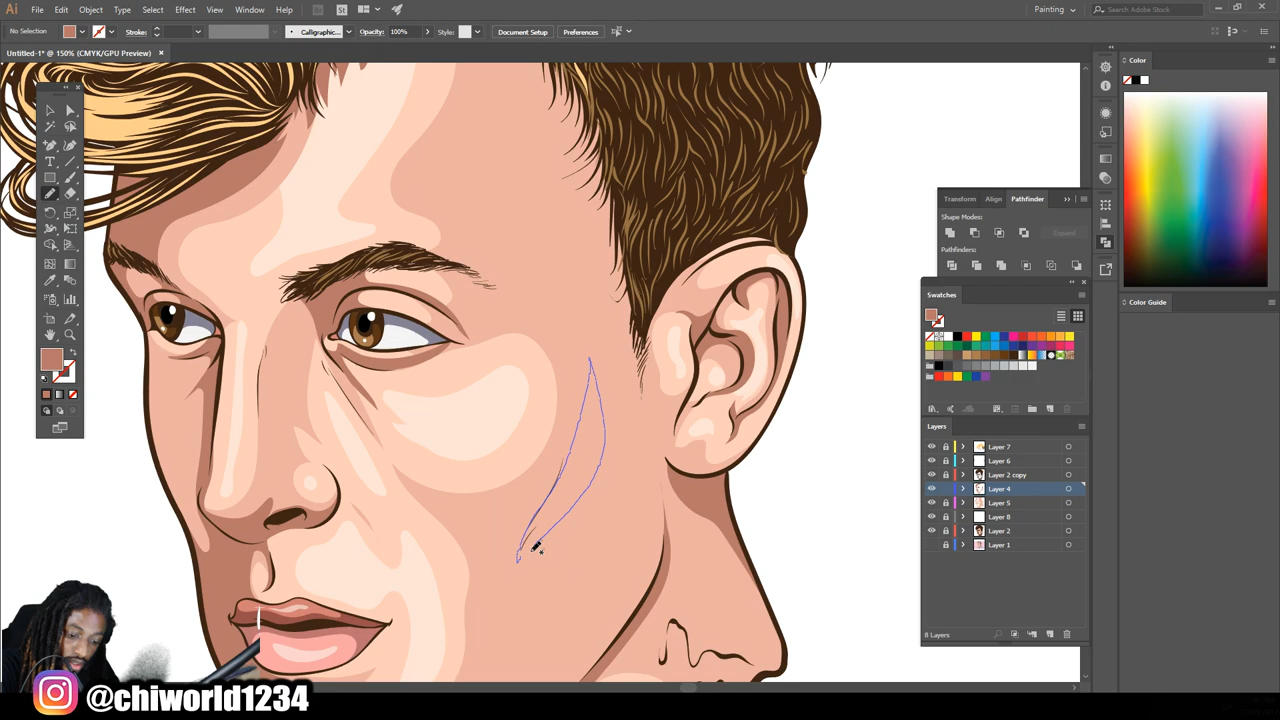 Ai File Edit Object Type Select Effect View Window Help Br St Painting Search Adobe Stock
No Selection Stroke: Calligraphic... Opacity: 100% Style: Document Setup Preferences
Untitled-1* @ 150% (CMYK/GPU Preview)
Color
Transform Align Pathfinder
Shape Modes:
Expand
Pathfinders:
Swatches
Color Guide
Layers
Layer 7
Layer 6
Layer 2 copy
Layer 4
Layer 5
Layer 8
Layer 2
Layer 1
8 Layers
@chiworld1234